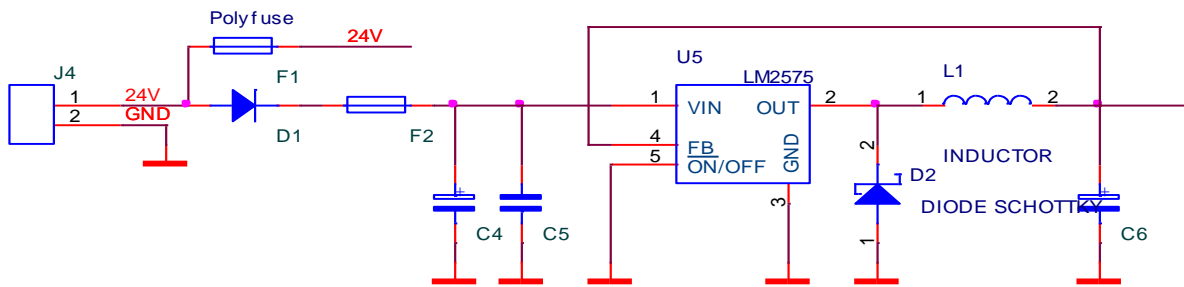 Polyfuse
24V
J4
1
2
24V
GND
F1
D1
F2
C4
C5
U5
LM2575
1
VIN
OUT
2
4
FB
5
ON/OFF
GND
3
L1
1
2
INDUCTOR
2
D2
DIODE SCHOTTKY
1
C6